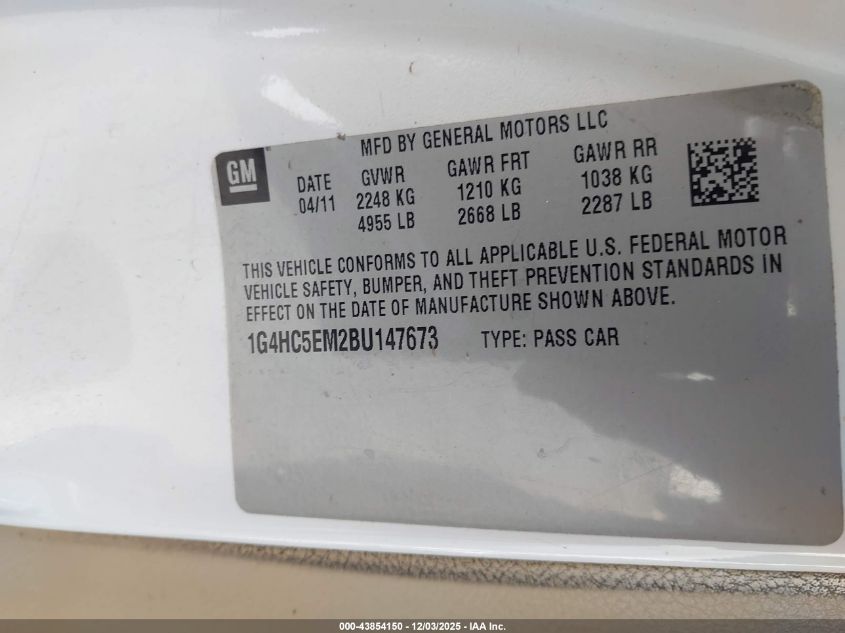 MFD BY GENERAL MOTORS LLC
GM
DATE GVWR GAWR FRT GAWR RR
04/11 2248 KG 1210 KG 1038 KG
4955 LB 2668 LB 2287 LB
THIS VEHICLE CONFORMS TO ALL APPLICABLE U.S. FEDERAL MOTOR
VEHICLE SAFETY, BUMPER, AND THEFT PREVENTION STANDARDS IN
EFFECT ON THE DATE OF MANUFACTURE SHOWN ABOVE.
1G4HC5EM2BU147673 TYPE: PASS CAR
000-43854150 - 12/03/2025 - IAA Inc.